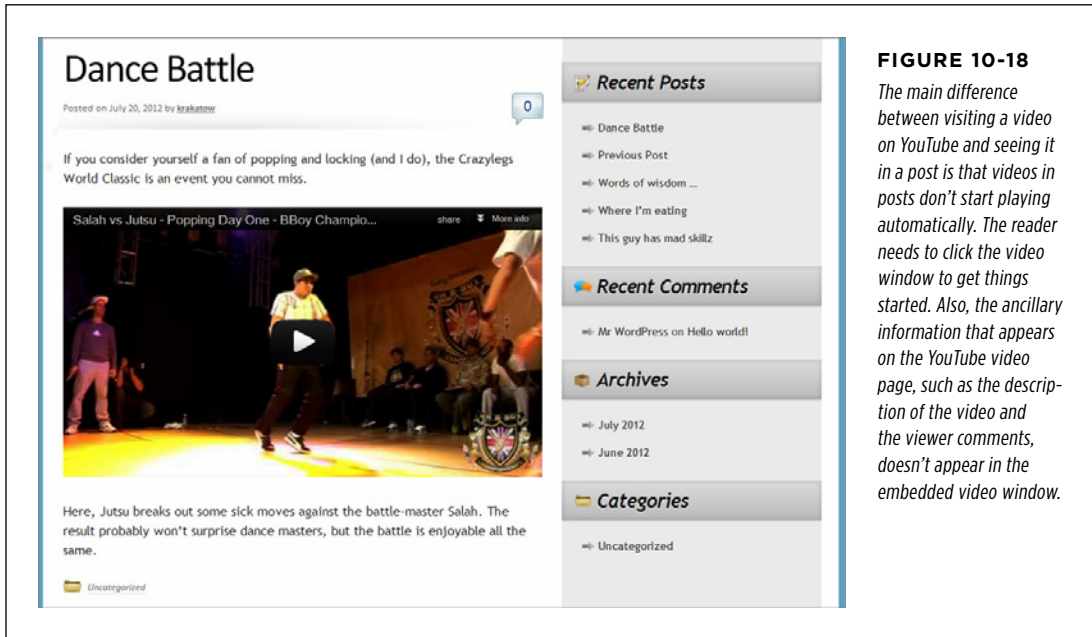 Dance Battle
Posted on July 20, 2012 by krakatow
0
If you consider yourself a fan of popping and locking (and I do), the Crazylegs
World Classic is an event you cannot miss.
Salah vs Jutsu - Popping Day One - BBoy Champio...
share
More info
Here, Jutsu breaks out some sick moves against the battle-master Salah. The
result probably won't surprise dance masters, but the battle is enjoyable all the
same.
Uncategorized
Recent Posts
Dance Battle
Previous Post
Words of wisdom ...
Where I'm eating
This guy has mad skillz
Recent Comments
Mr WordPress on Hello world!
Archives
July 2012
June 2012
Categories
Uncategorized
FIGURE 10-18
The main difference
between visiting a video
on YouTube and seeing it
in a post is that videos in
posts don't start playing
automatically. The reader
needs to click the video
window to get things
started. Also, the ancillary
information that appears
on the YouTube video
page, such as the descrip-
tion of the video and
the viewer comments,
doesn't appear in the
embedded video window.